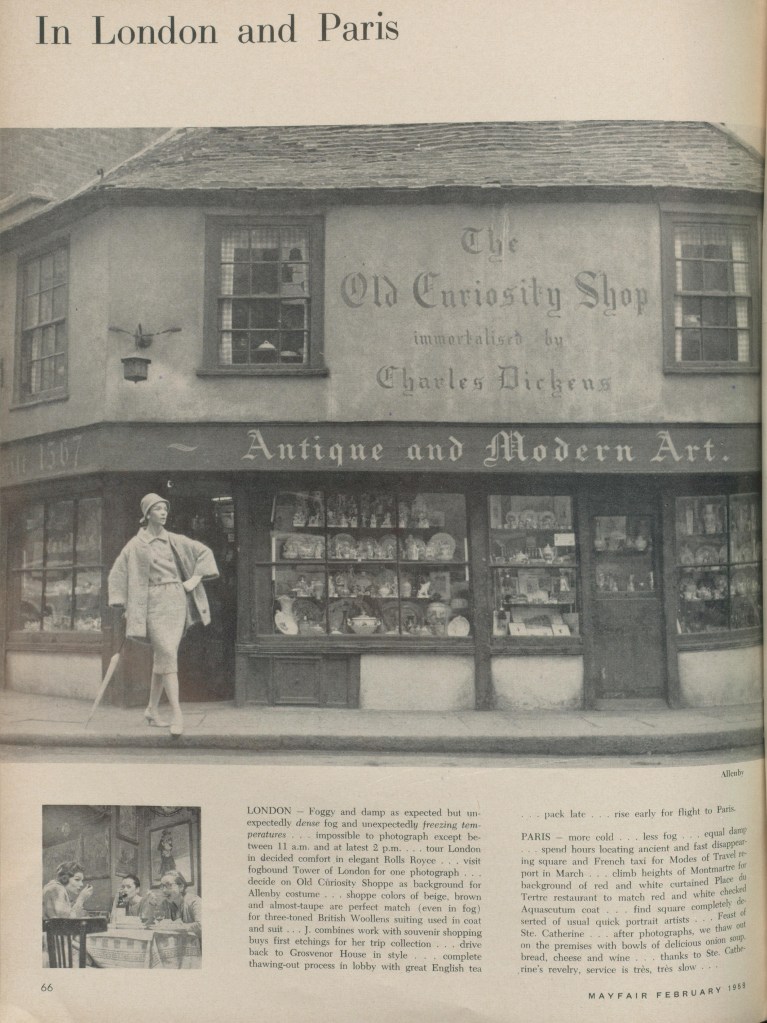 In London and Paris
The
Old Curiosity Shop
immortalised by
Charles Dickens
1567
Antique and Modern Art.
Allenby
LONDON — Foggy and damp as expected but un-
expectedly dense fog and unexpectedly freezing tem-
peratures . . . impossible to photograph except be-
tween 11 a.m. and at latest 2 p.m. . . . tour London
in decided comfort in elegant Rolls Royce . . . visit
fogbound Tower of London for one photograph . . .
decide on Old Curiosity Shoppe as background for
Allenby costume . . . shoppe colors of beige, brown
and almost-taupe are perfect match (even in fog)
for three-toned British Woollens suiting used in coat
and suit . . . J. combines work with souvenir shopping
buys first etchings for her trip collection . . . drive
back to Grosvenor House in style . . . complete
thawing-out process in lobby with great English tea
. . . pack late . . . rise early for flight to Paris.
PARIS — more cold . . . less fog . . . equal damp
. . . spend hours locating ancient and fast disappear-
ing square and French taxi for Modes of Travel re-
port in March . . . climb heights of Montmartre for
background of red and white curtained Place du
Tertre restaurant to match red and white checked
Aquascutum coat . . . find square completely de-
serted of usual quick portrait artists . . . Feast of
Ste. Catherine . . . after photographs, we thaw out
on the premises with bowls of delicious onion soup,
bread, cheese and wine . . . thanks to Ste. Cathe-
rine's revelry, service is très, très slow . . .
66
MAYFAIR FEBRUARY